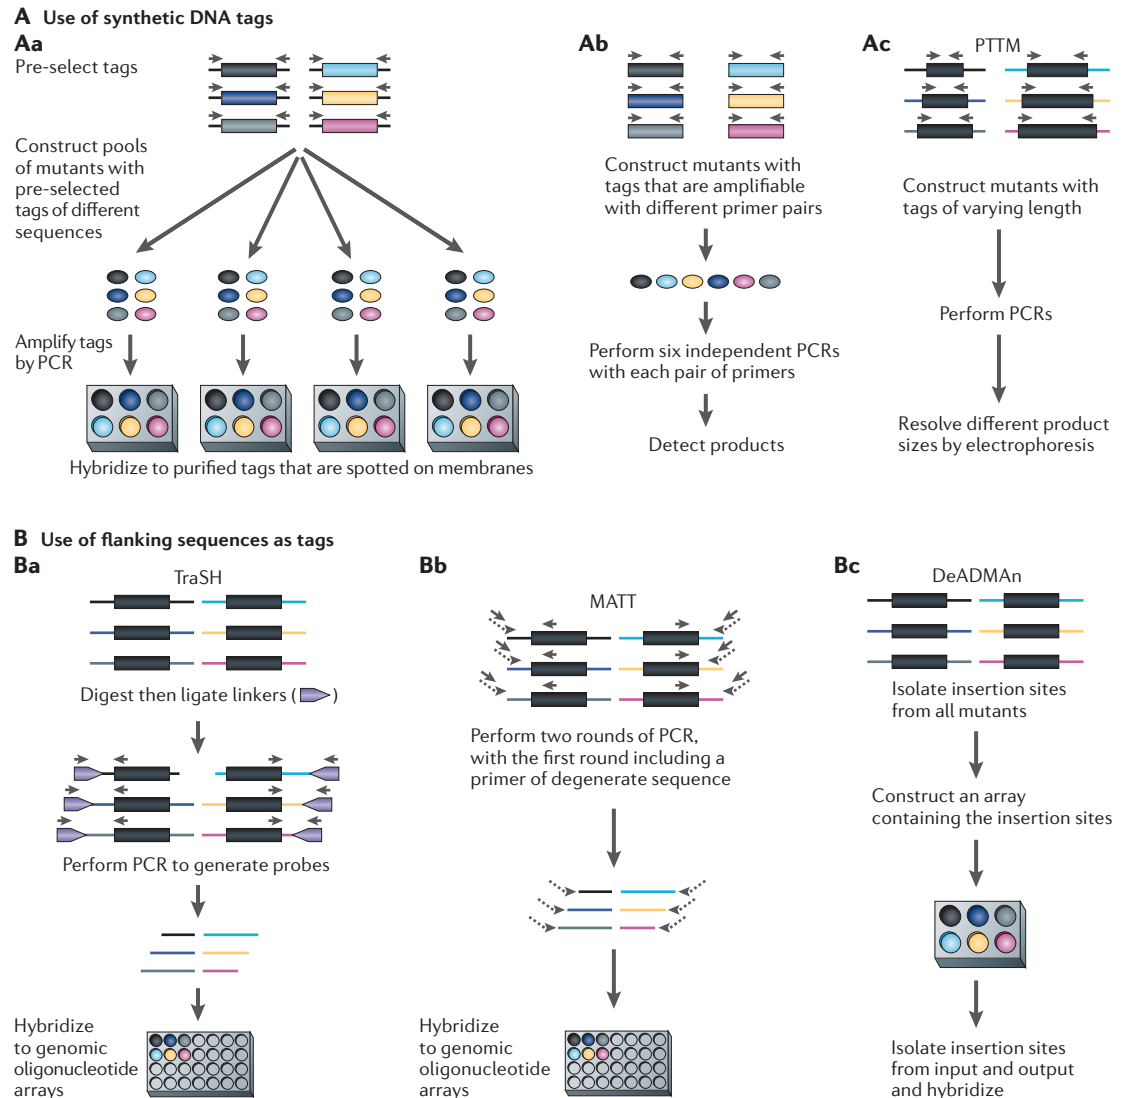 A Use of synthetic DNA tags
Aa
Pre-select tags
Construct pools
of mutants with
pre-selected
tags of different
sequences
Amplify tags
by PCR
Hybridize to purified tags that are spotted on membranes
Ab
Construct mutants with
tags that are amplifiable
with different primer pairs
Perform six independent PCRs
with each pair of primers
Detect products
Ac
PTTM
Construct mutants with
tags of varying length
Perform PCRs
Resolve different product
sizes by electrophoresis
B Use of flanking sequences as tags
Ba
TraSH
Digest then ligate linkers ( )
Perform PCR to generate probes
Hybridize
to genomic
oligonucleotide
arrays
Bb
MATT
Perform two rounds of PCR,
with the first round including a
primer of degenerate sequence
Hybridize
to genomic
oligonucleotide
arrays
Bc
DeADMAn
Isolate insertion sites
from all mutants
Construct an array
containing the insertion sites
Isolate insertion sites
from input and output
and hybridize